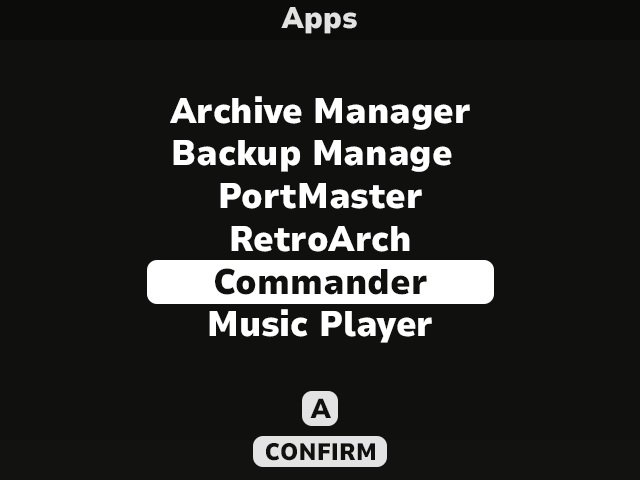 Apps
Archive Manager
Backup Manage
PortMaster
RetroArch
Commander
Music Player
A
CONFIRM